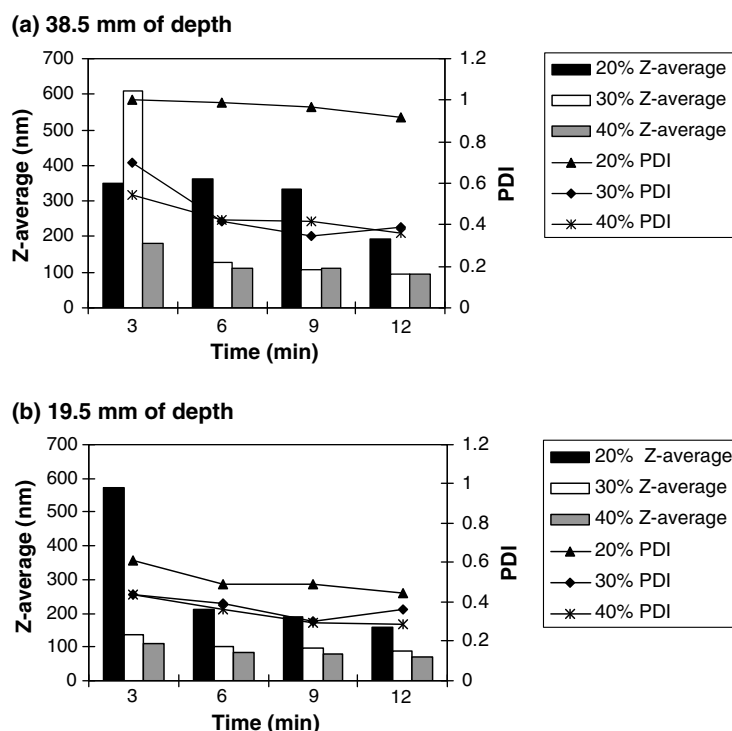 (a) 38.5 mm of depth
700
600
500
400
300
200
100
0
Z-average (nm)
1.2
1
0.8
0.6
0.4
0.2
0
PDI
3 6 9 12
Time (min)
20% Z-average
30% Z-average
40% Z-average
20% PDI
30% PDI
40% PDI
(b) 19.5 mm of depth
700
600
500
400
300
200
100
0
Z-average (nm)
1.2
1
0.8
0.6
0.4
0.2
0
PDI
3 6 9 12
Time (min)
20% Z-average
30% Z-average
40% Z-average
20% PDI
30% PDI
40% PDI